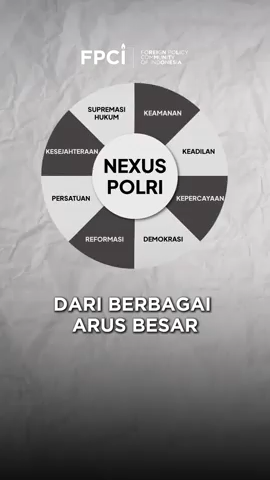 FPCI
FOREIGN POLICY
COMMUNITY
OF INDONESIA
SUPREMASI
HUKUM
KEAMANAN
KESEJAHTERAAN
KEADILAN
NEXUS
POLRI
PERSATUAN
KEPERCAYAAN
REFORMASI
DEMOKRASI
DARI BERBAGAI
ARUS BESAR